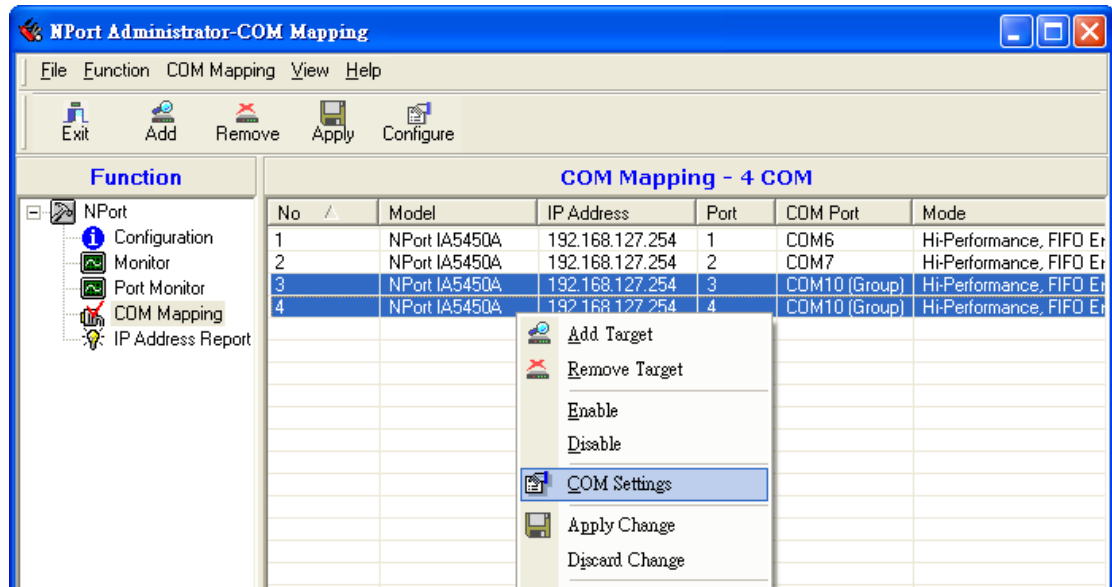 NPort Administrator-COM Mapping
File Function COM Mapping View Help
Exit Add Remove Apply Configure
Function
COM Mapping - 4 COM
NPort
Configuration
Monitor
Port Monitor
COM Mapping
IP Address Report
No Model IP Address Port COM Port Mode
1 NPort IA5450A 192.168.127.254 1 COM6 Hi-Performance, FIFO Er
2 NPort IA5450A 192.168.127.254 2 COM7 Hi-Performance, FIFO Er
3 NPort IA5450A 192.168.127.254 3 COM10 (Group) Hi-Performance, FIFO Er
4 NPort IA5450A 192.168.127.254 4 COM10 (Group) Hi-Performance, FIFO Er
Add Target
Remove Target
Enable
Disable
COM Settings
Apply Change
Discard Change